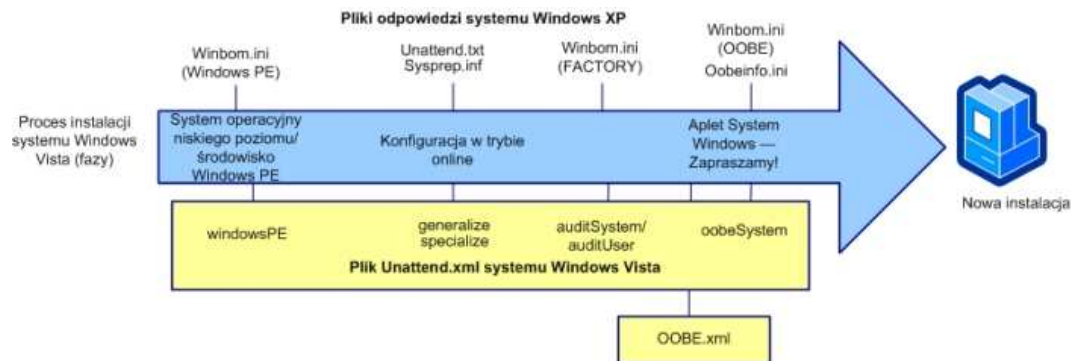 Pliki odpowiedzi systemu Windows XP
Winbom.ini
(Windows PE)
Unattend.txt
Sysprep.inf
Winbom.ini
(FACTORY)
Winbom.ini
(OOBE)
Oobeinfo.ini
Proces instalacji
systemu Windows
Vista (fazy)
System operacyjny
niskiego poziomu/
środowisko
Windows PE
Konfiguracja w trybie
online
Aplet System
Windows —
Zapraszamy!
Nowa instalacja
windowsPE
generalize
specialize
auditSystem/
auditUser
oobeSystem
Plik Unattend.xml systemu Windows Vista
OOBE.xml